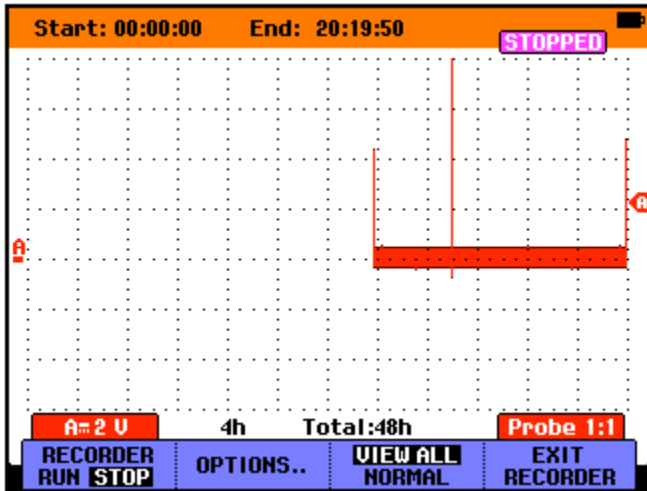 Start: 00:00:00 End: 20:19:50
STOPPED
A
A
A=2 V 4h Total:48h Probe 1:1
RECORDER
RUN STOP
OPTIONS..
VIEW ALL
NORMAL
EXIT
RECORDER